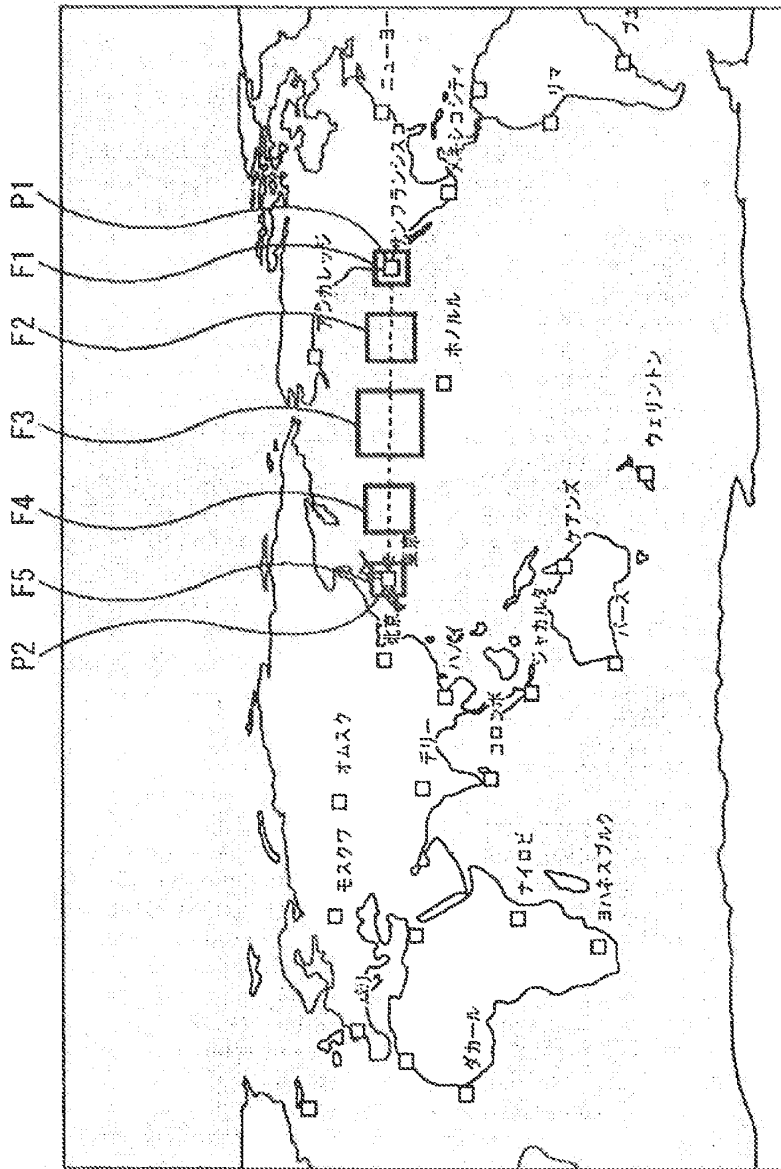 P2
F5
F4
F3
F2
F1
P1
モスクワ
オムスク
北京
東京
アンカレッジ
サンフランシスコ
ニューヨー
パリ
デリー
ハノイ
ホノルル
メキシコシティ
ダカール
ナイロビ
コロンボ
ジャカルタ
ケアンズ
リマ
ヨハネスブルク
パース
ウェリントン
ブエ